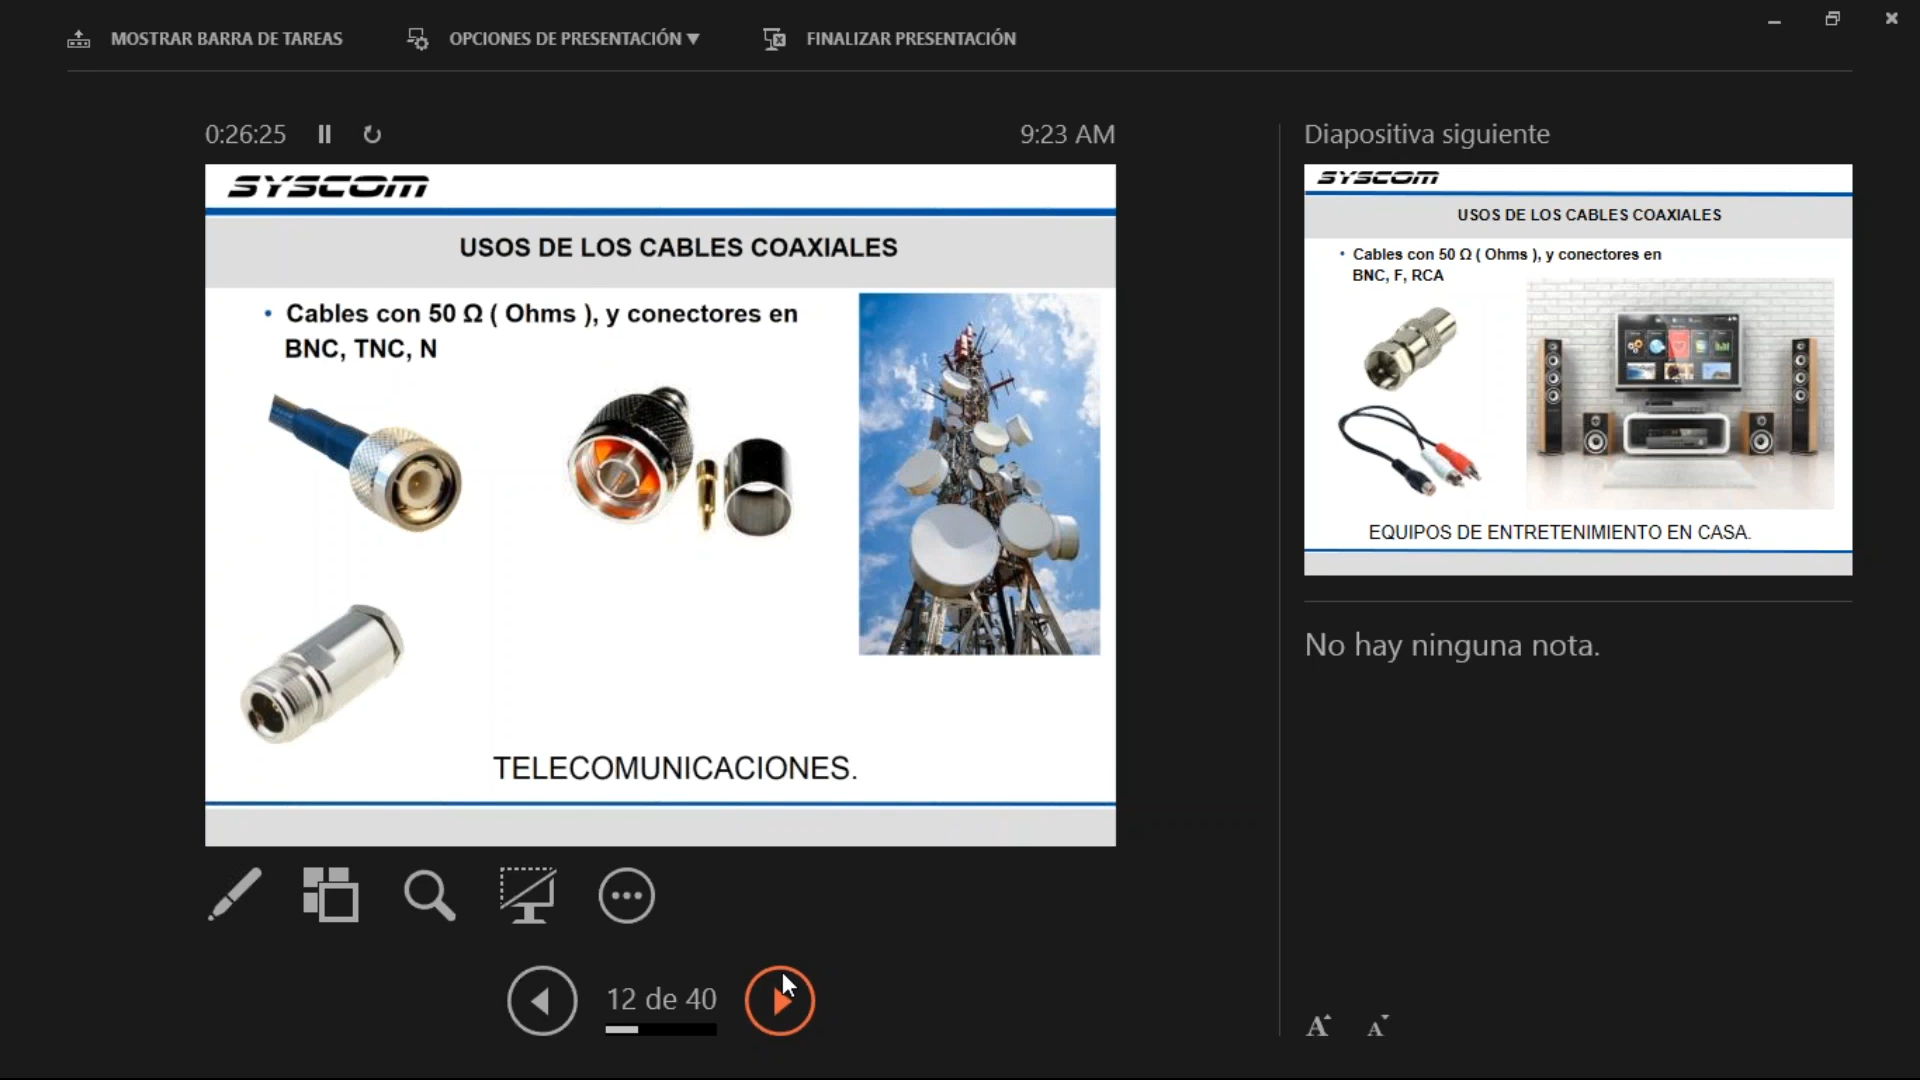 MOSTRAR BARRA DE TAREAS
OPCIONES DE PRESENTACIÓN
FINALIZAR PRESENTACIÓN
0:26:25
9:23 AM
SYSCOM
USOS DE LOS CABLES COAXIALES
• Cables con 50 Ω ( Ohms ), y conectores en
BNC, TNC, N
TELECOMUNICACIONES.
12 de 40
Diapositiva siguiente
SYSCOM
USOS DE LOS CABLES COAXIALES
• Cables con 50 Ω ( Ohms ), y conectores en
BNC, F, RCA
EQUIPOS DE ENTRETENIMIENTO EN CASA.
No hay ninguna nota.
A A